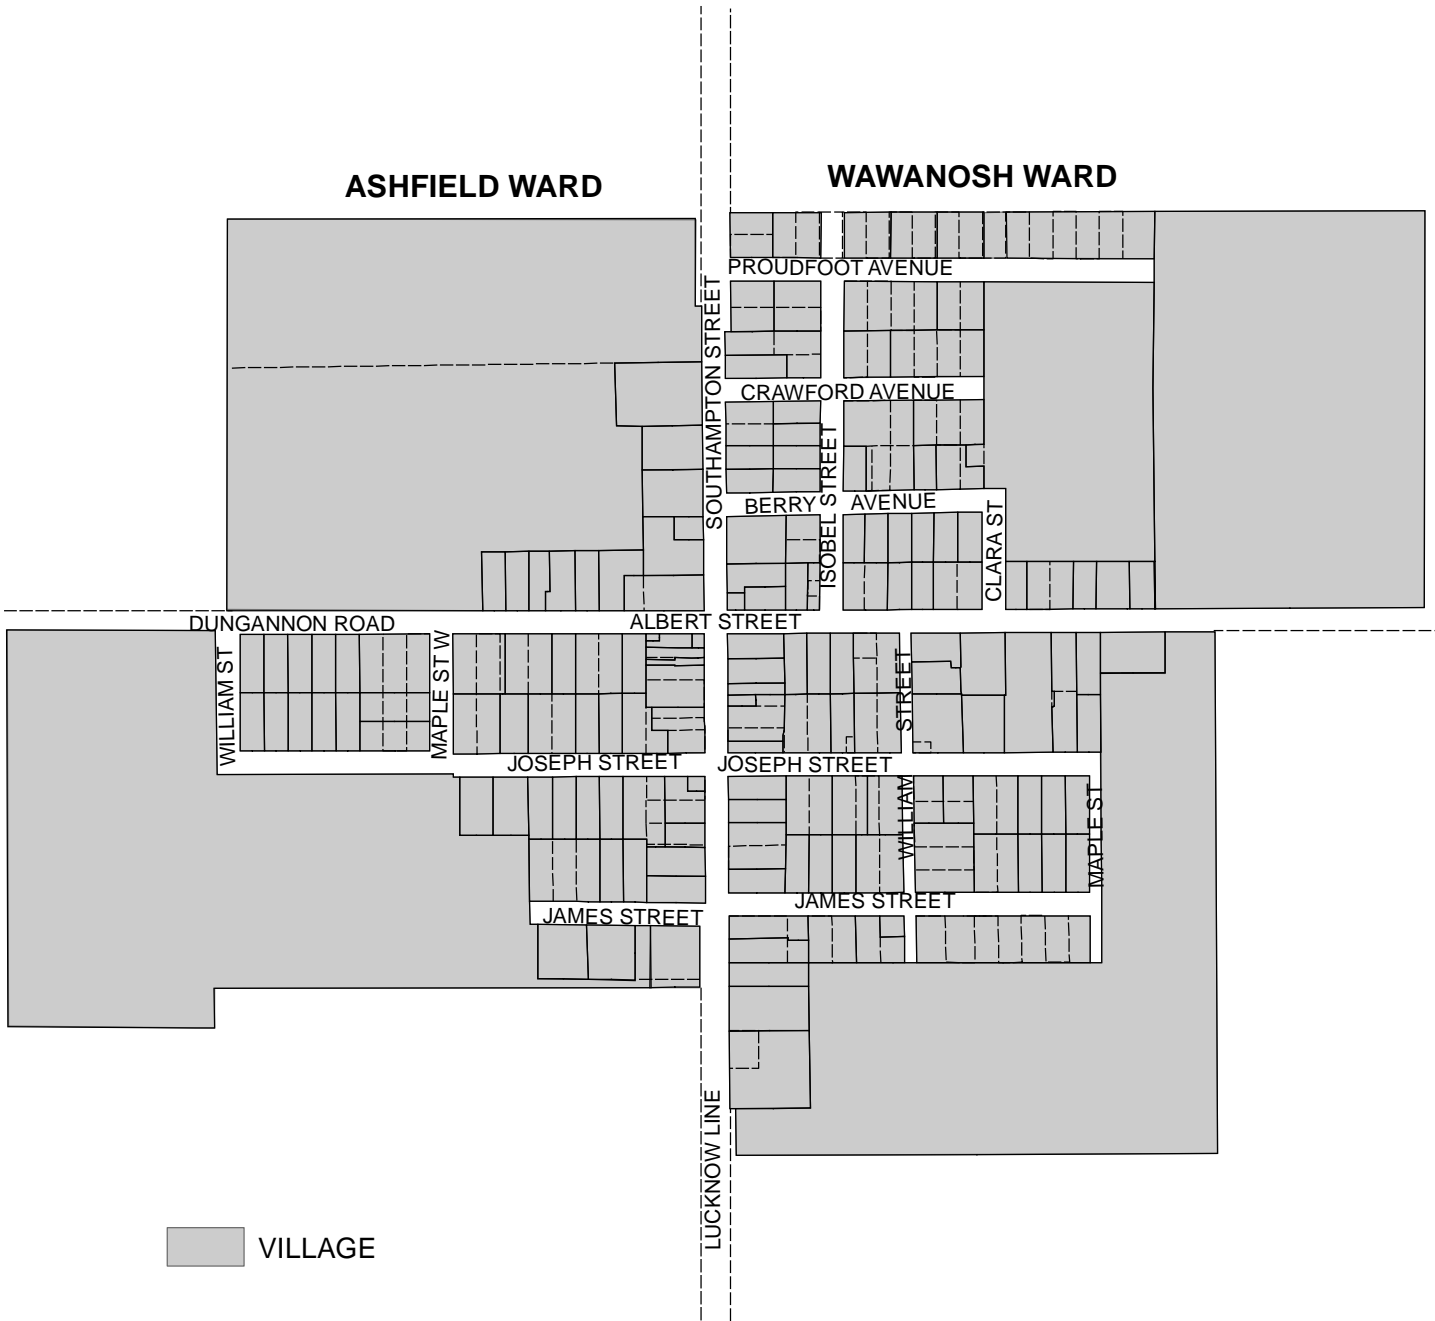 WAWANOSH WARD
ASHFIELD WARD
PROUDFOOT AVENUE
SOUTHAMPTON STREET
CRAWFORD AVENUE
ISOBEL STREET
BERRY AVENUE
CLARA ST
DUNGANNON ROAD
ALBERT STREET
WILLIAM ST
MAPLE ST W
WILLIAM STREET
JOSEPH STREET
JOSEPH STREET
MAPLE ST
JAMES STREET
JAMES STREET
LUCKNOW LINE
VILLAGE